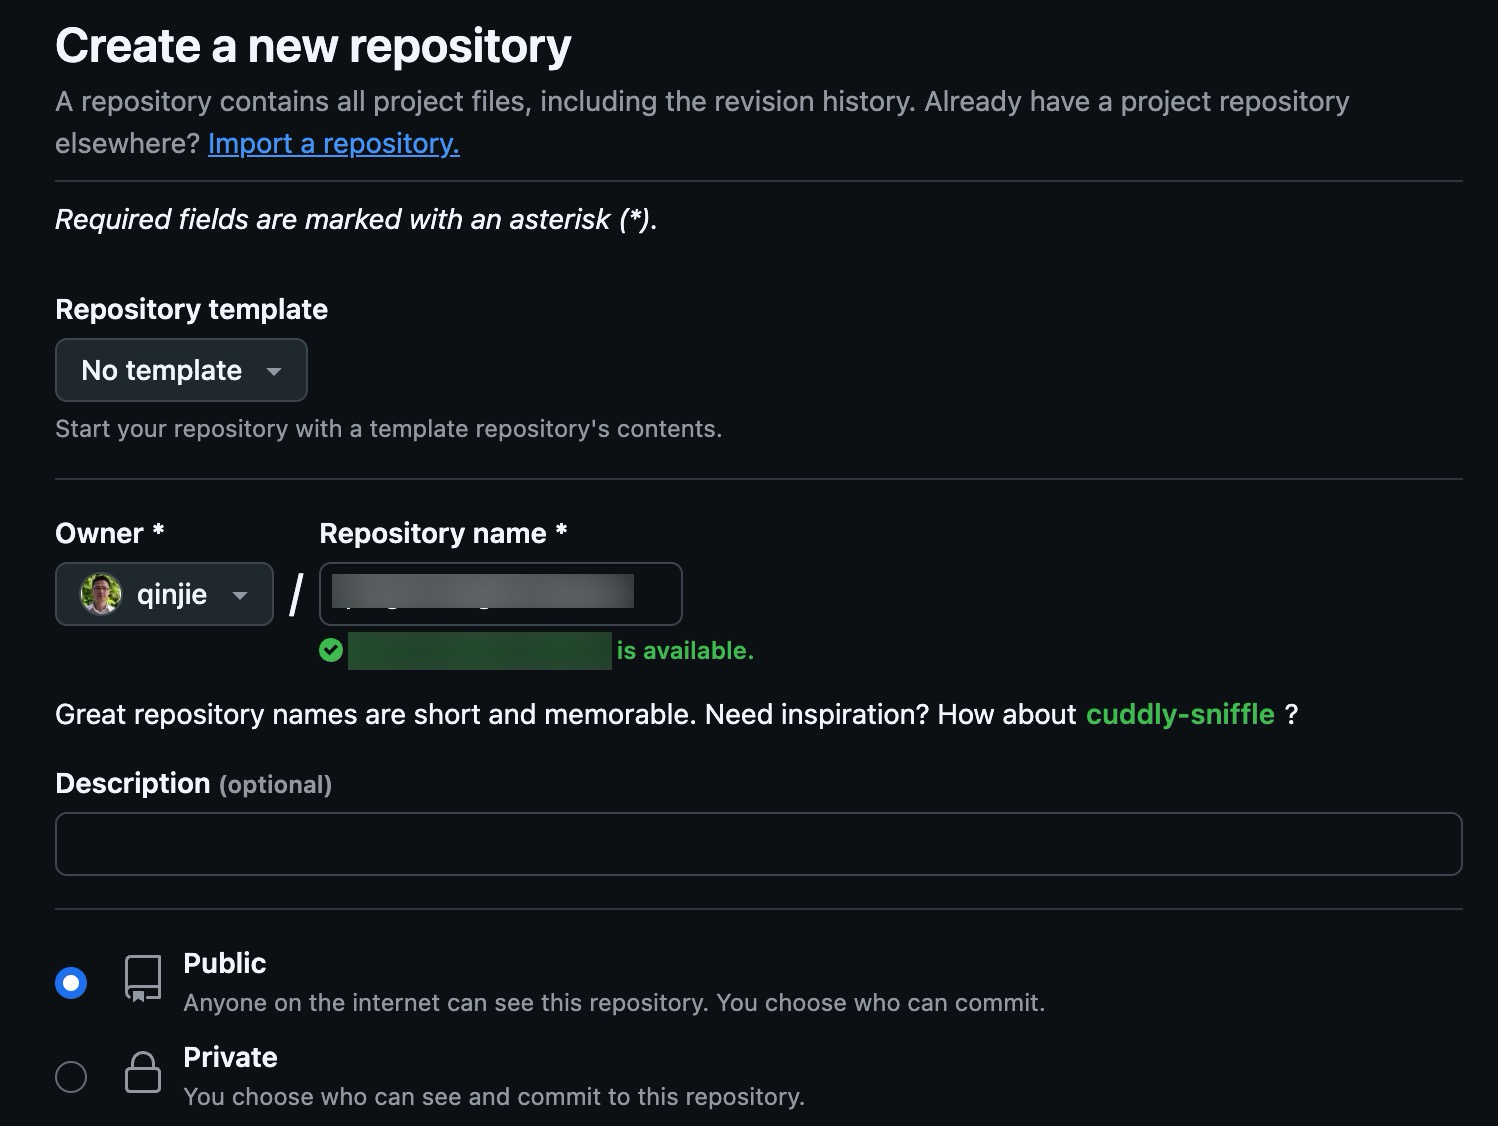 Create a new repository
A repository contains all project files, including the revision history. Already have a project repository
elsewhere? Import a repository.
Required fields are marked with an asterisk (*).
Repository template
No template
Start your repository with a template repository's contents.
Owner *
Repository name *
qinjie
/
is available.
Great repository names are short and memorable. Need inspiration? How about cuddly-sniffle ?
Description (optional)
Public
Anyone on the internet can see this repository. You choose who can commit.
Private
You choose who can see and commit to this repository.